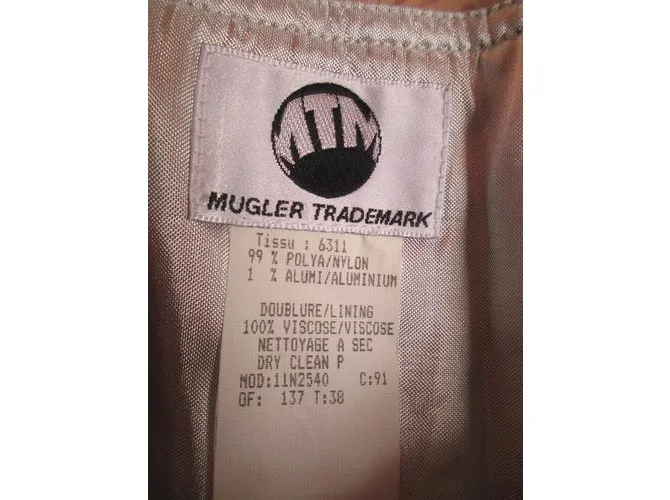 MTM
MUGLER TRADEMARK
Tissu : 6311
99 % POLYA/NYLON
1 % ALUMI/ALUMINIUM
DOUBLURE/LINING
100% VISCOSE/VISCOSE
NETTOYAGE A SEC
DRY CLEAN P
MOD:11N2540 C:91
OF: 137 T:38